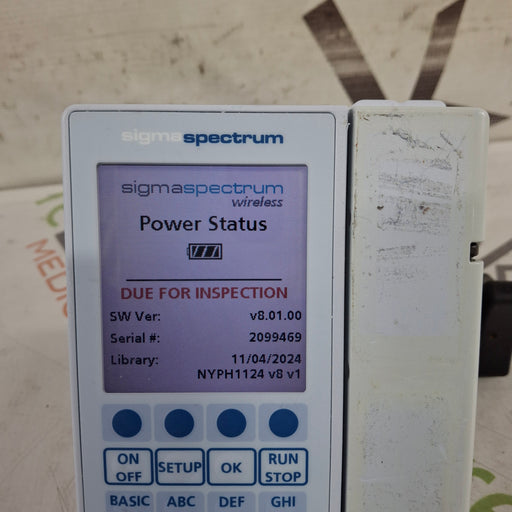 sigmaspectrum
sigmaspectrum
wireless
Power Status
DUE FOR INSPECTION
SW Ver: v8.01.00
Serial #: 2099469
Library: 11/04/2024
NYPH1124 v8 v1
ON OFF SETUP OK RUN STOP
BASIC ABC DEF GHI